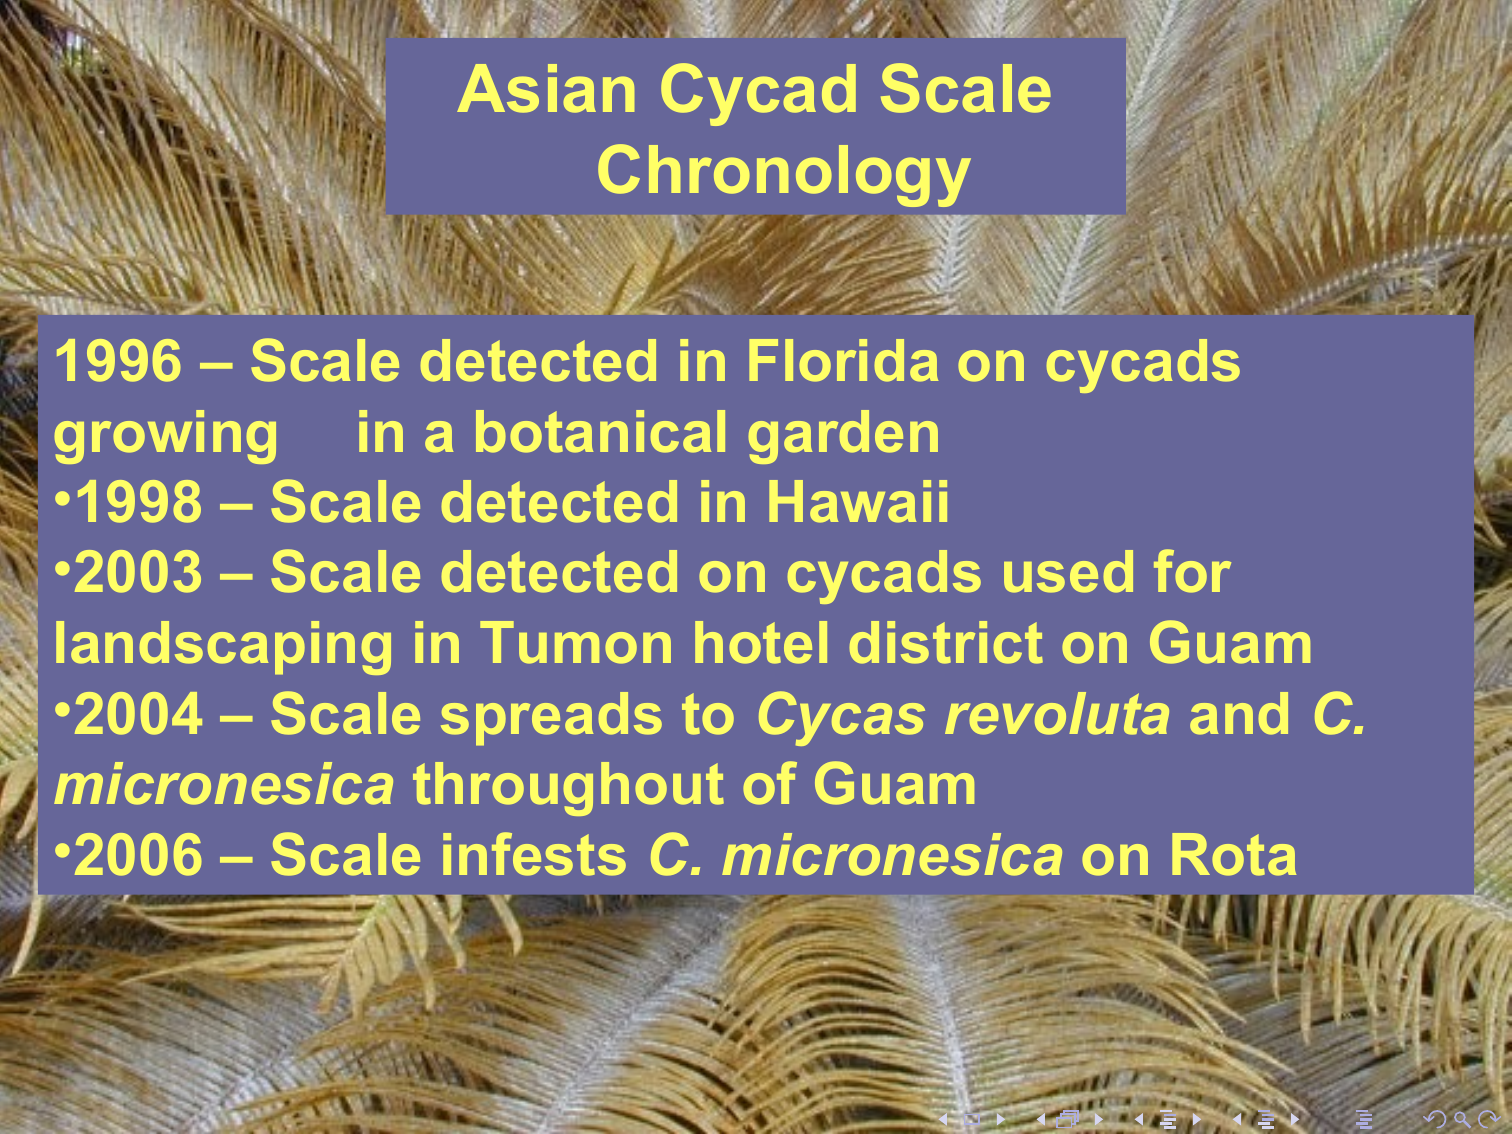 Asian Cycad Scale
Chronology
1996 – Scale detected in Florida on cycads
growing in a botanical garden
•1998 – Scale detected in Hawaii
•2003 – Scale detected on cycads used for
landscaping in Tumon hotel district on Guam
•2004 – Scale spreads to Cycas revoluta and C.
micronesica throughout of Guam
•2006 – Scale infests C. micronesica on Rota